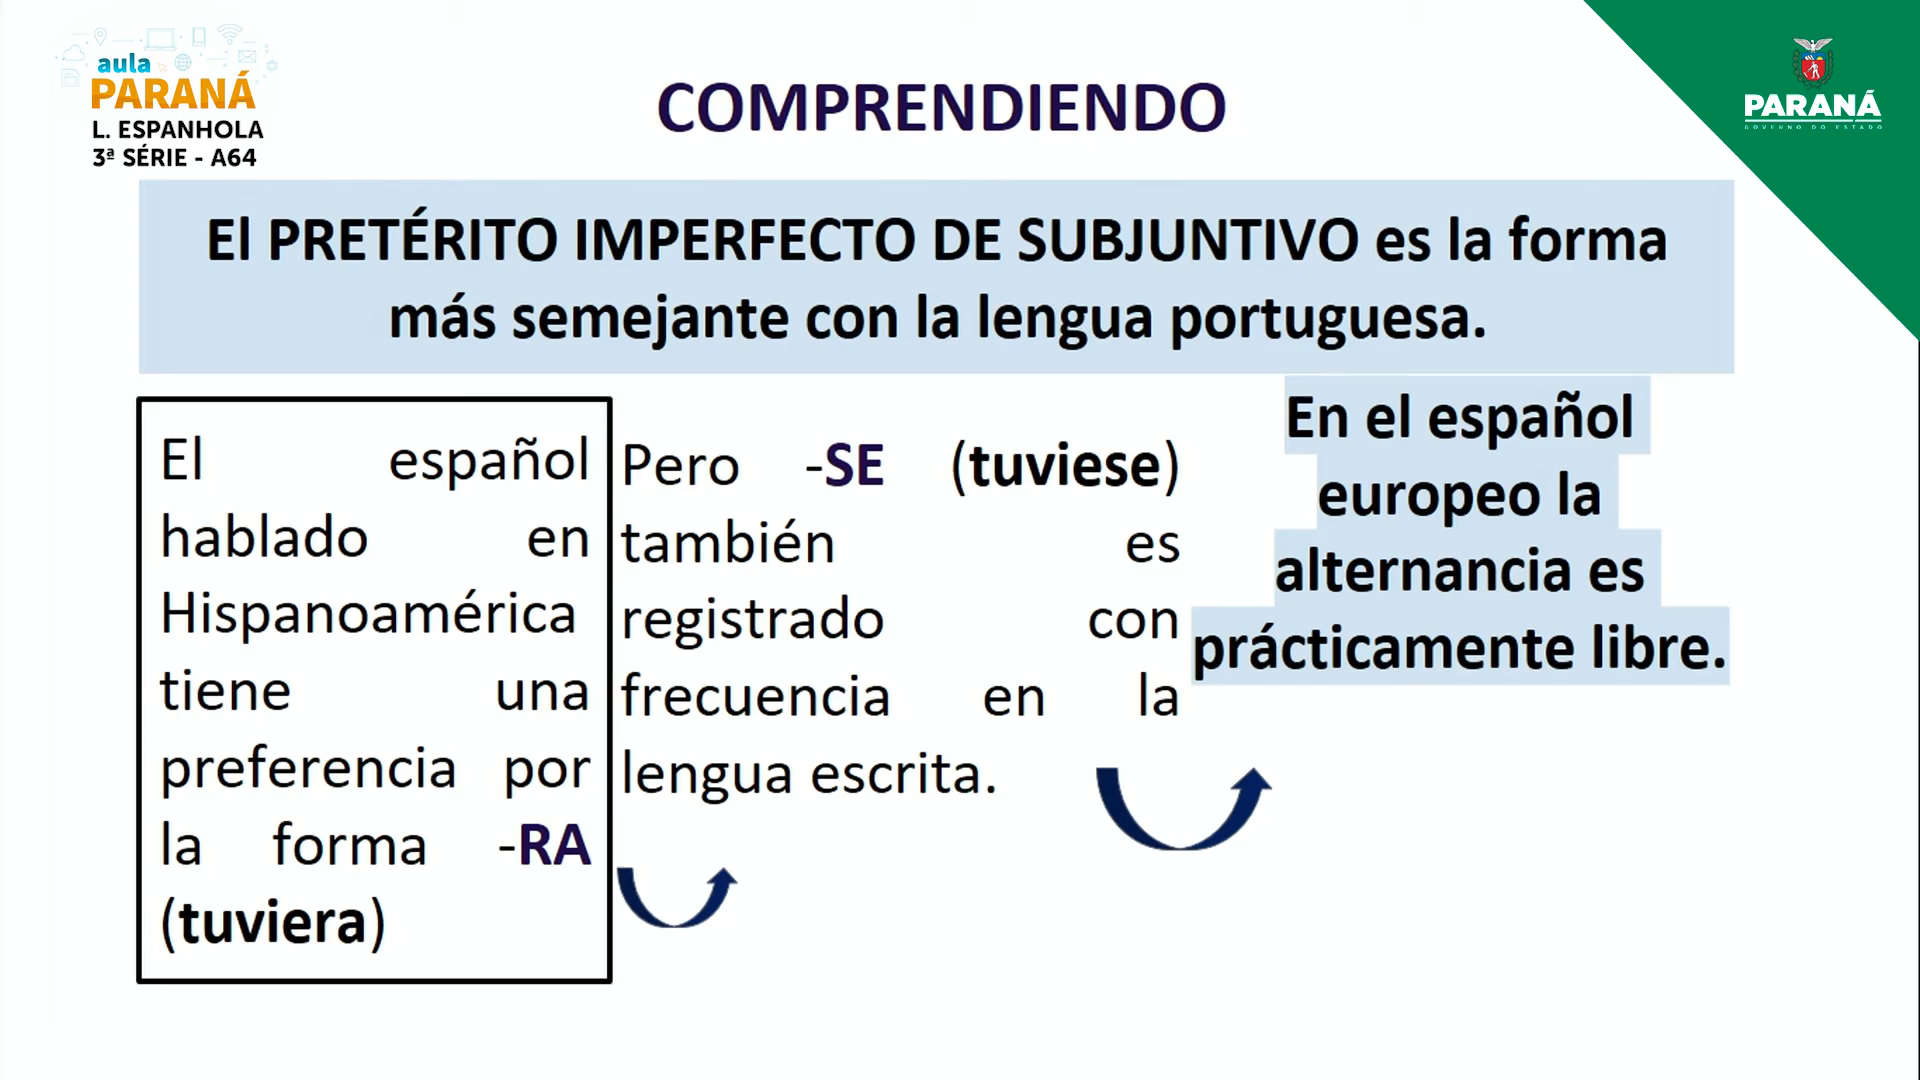 aula
PARANÁ
L. ESPANHOLA
3ª SÉRIE - A64
COMPRENDIENDO
PARANÁ
GOVERNO DO ESTADO
El PRETÉRITO IMPERFECTO DE SUBJUNTIVO es la forma
más semejante con la lengua portuguesa.
El español
hablado en
Hispanoamérica
tiene una
preferencia por
la forma -RA
(tuviera)
Pero -SE (tuviese)
también es
registrado con
frecuencia en la
lengua escrita.
En el español
europeo la
alternancia es
prácticamente libre.